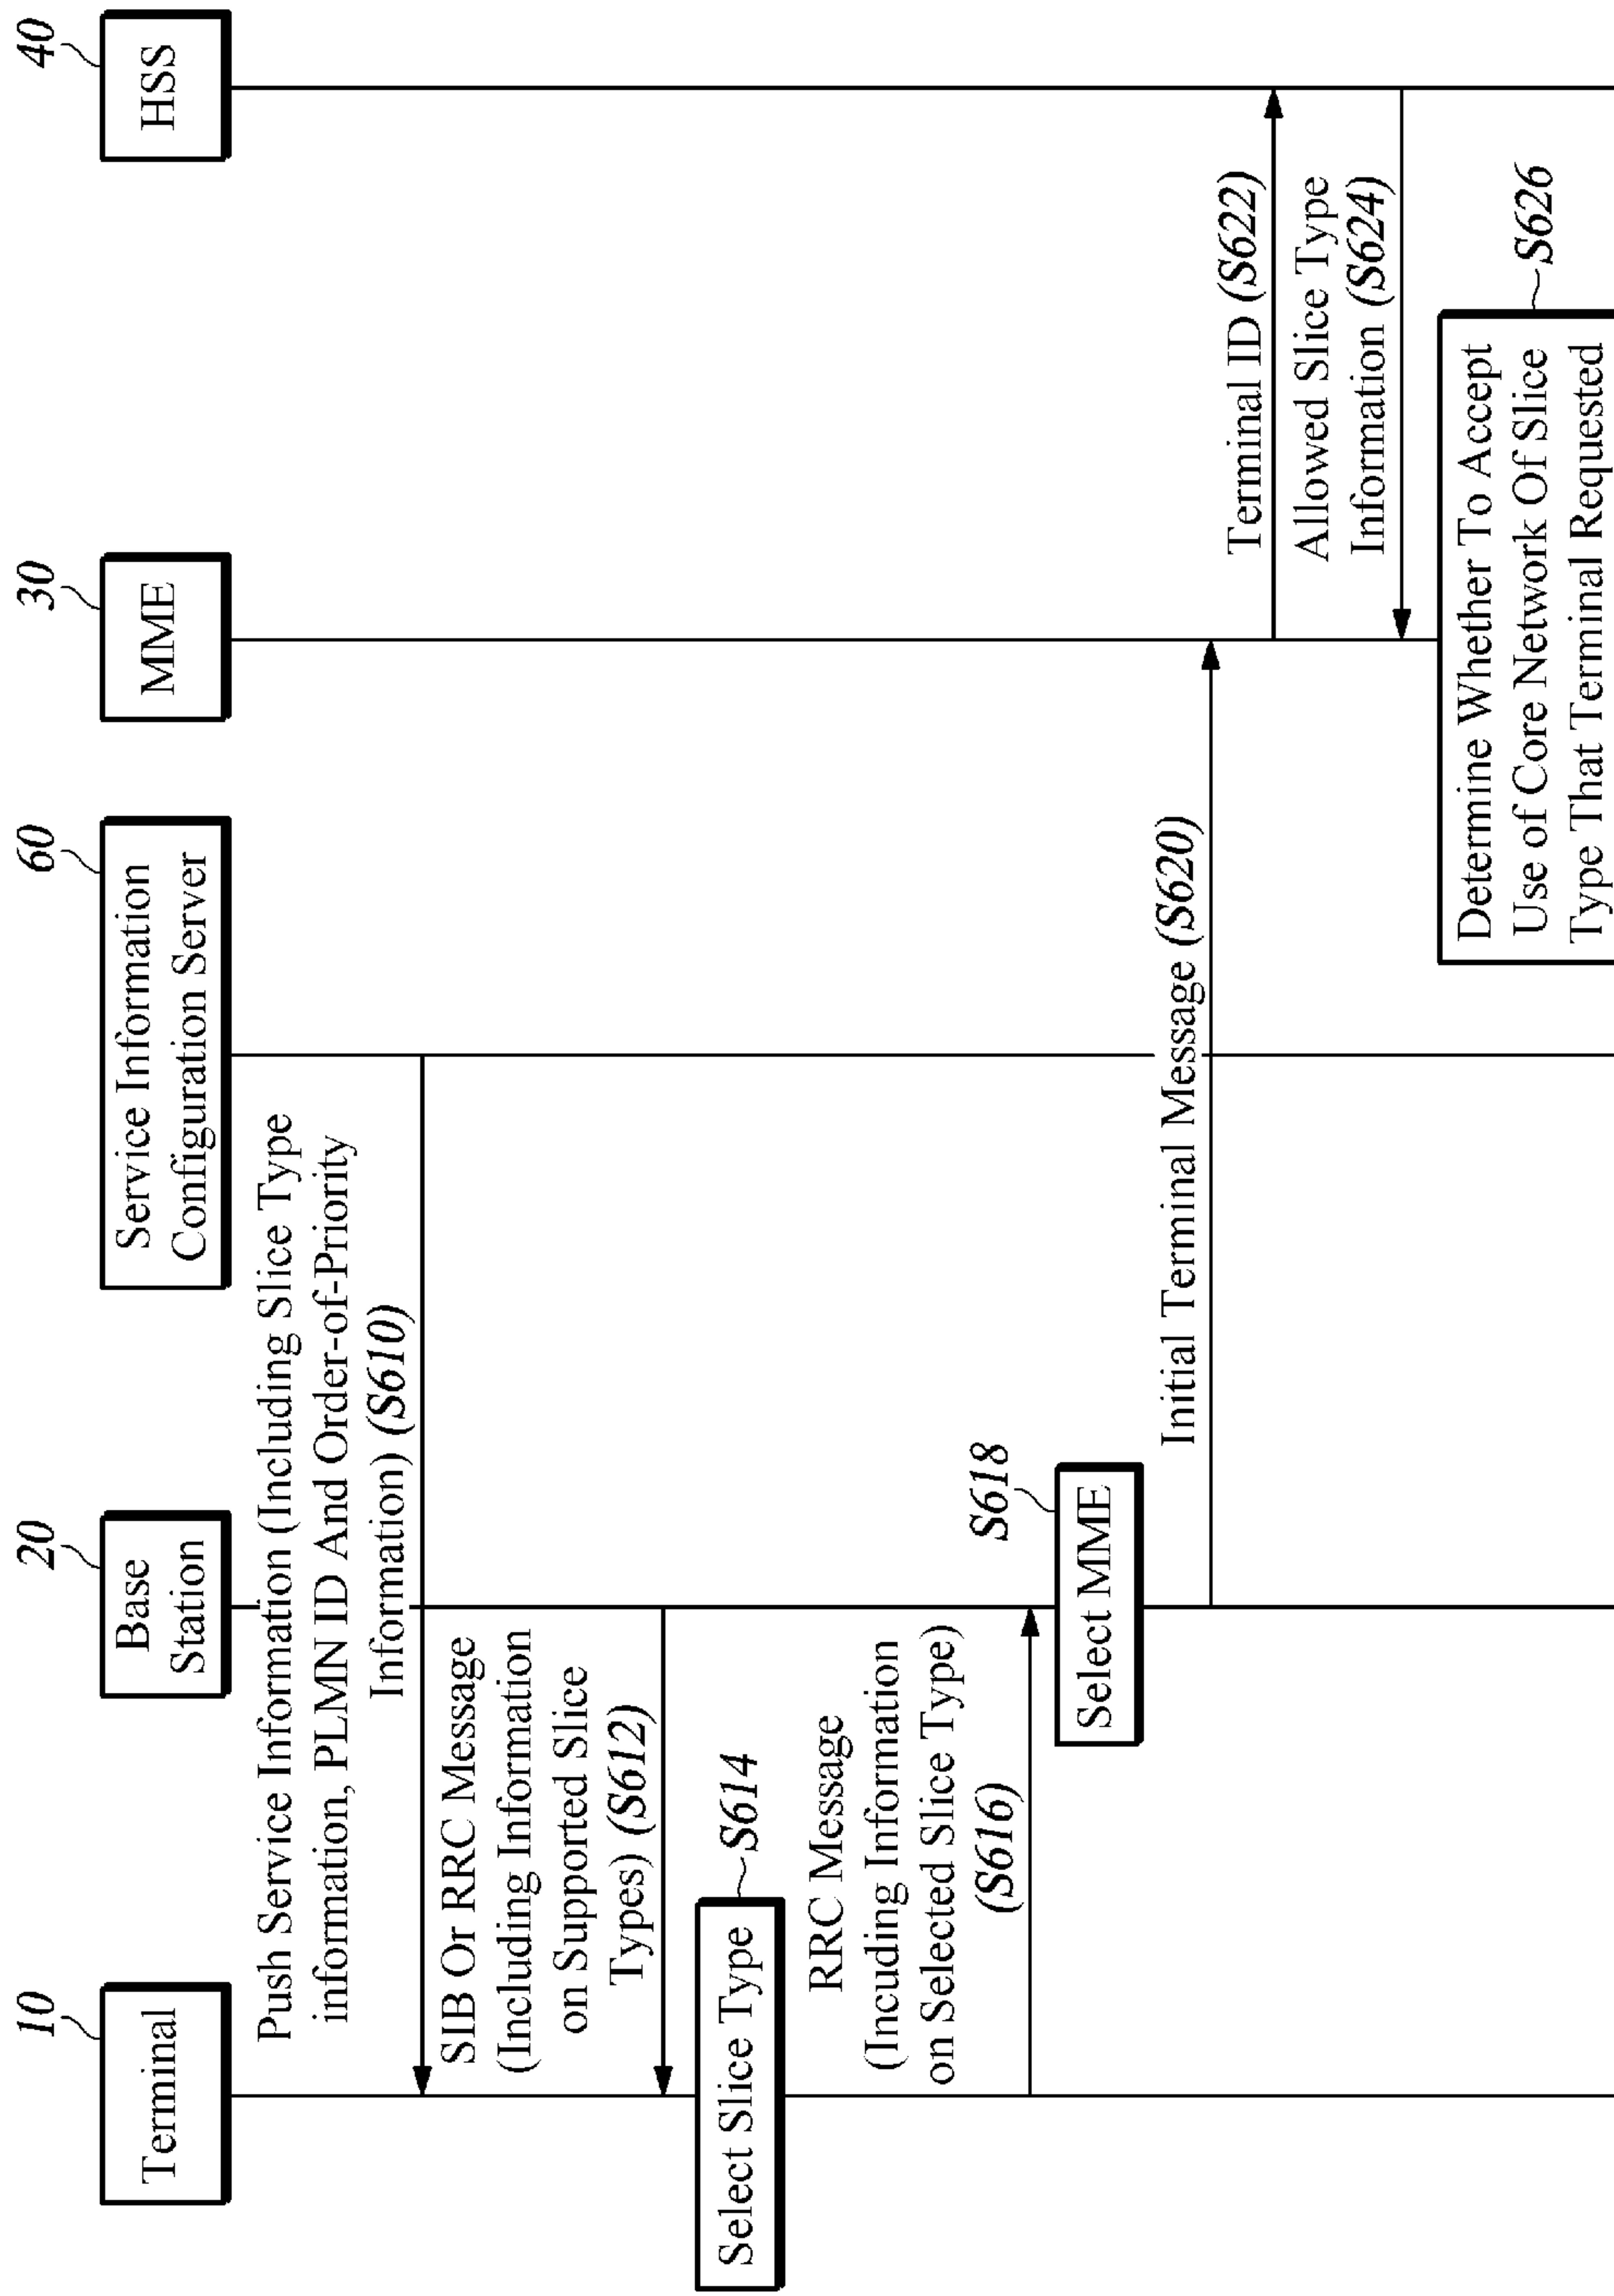 10
20
60
30
40
Terminal
Base
Station
Service Information
Configuration Server
MME
HSS
Push Service Information (Including Slice Type
information, PLMN ID And Order-of-Priority
Information) (S610)
SIB Or RRC Message
(Including Information
on Supported Slice
Types) (S612)
Select Slice Type
S614
RRC Message
(Incuding Information
on Selected Slice Type)
(S616)
S618
Select MME
Initial Terminal Message (S620)
Terminal ID (S622)
Allowed Slice Type
Information (S624)
Determine Whether To Accept
Use of Core Network Of Slice
Type That Terminal Requested
S626